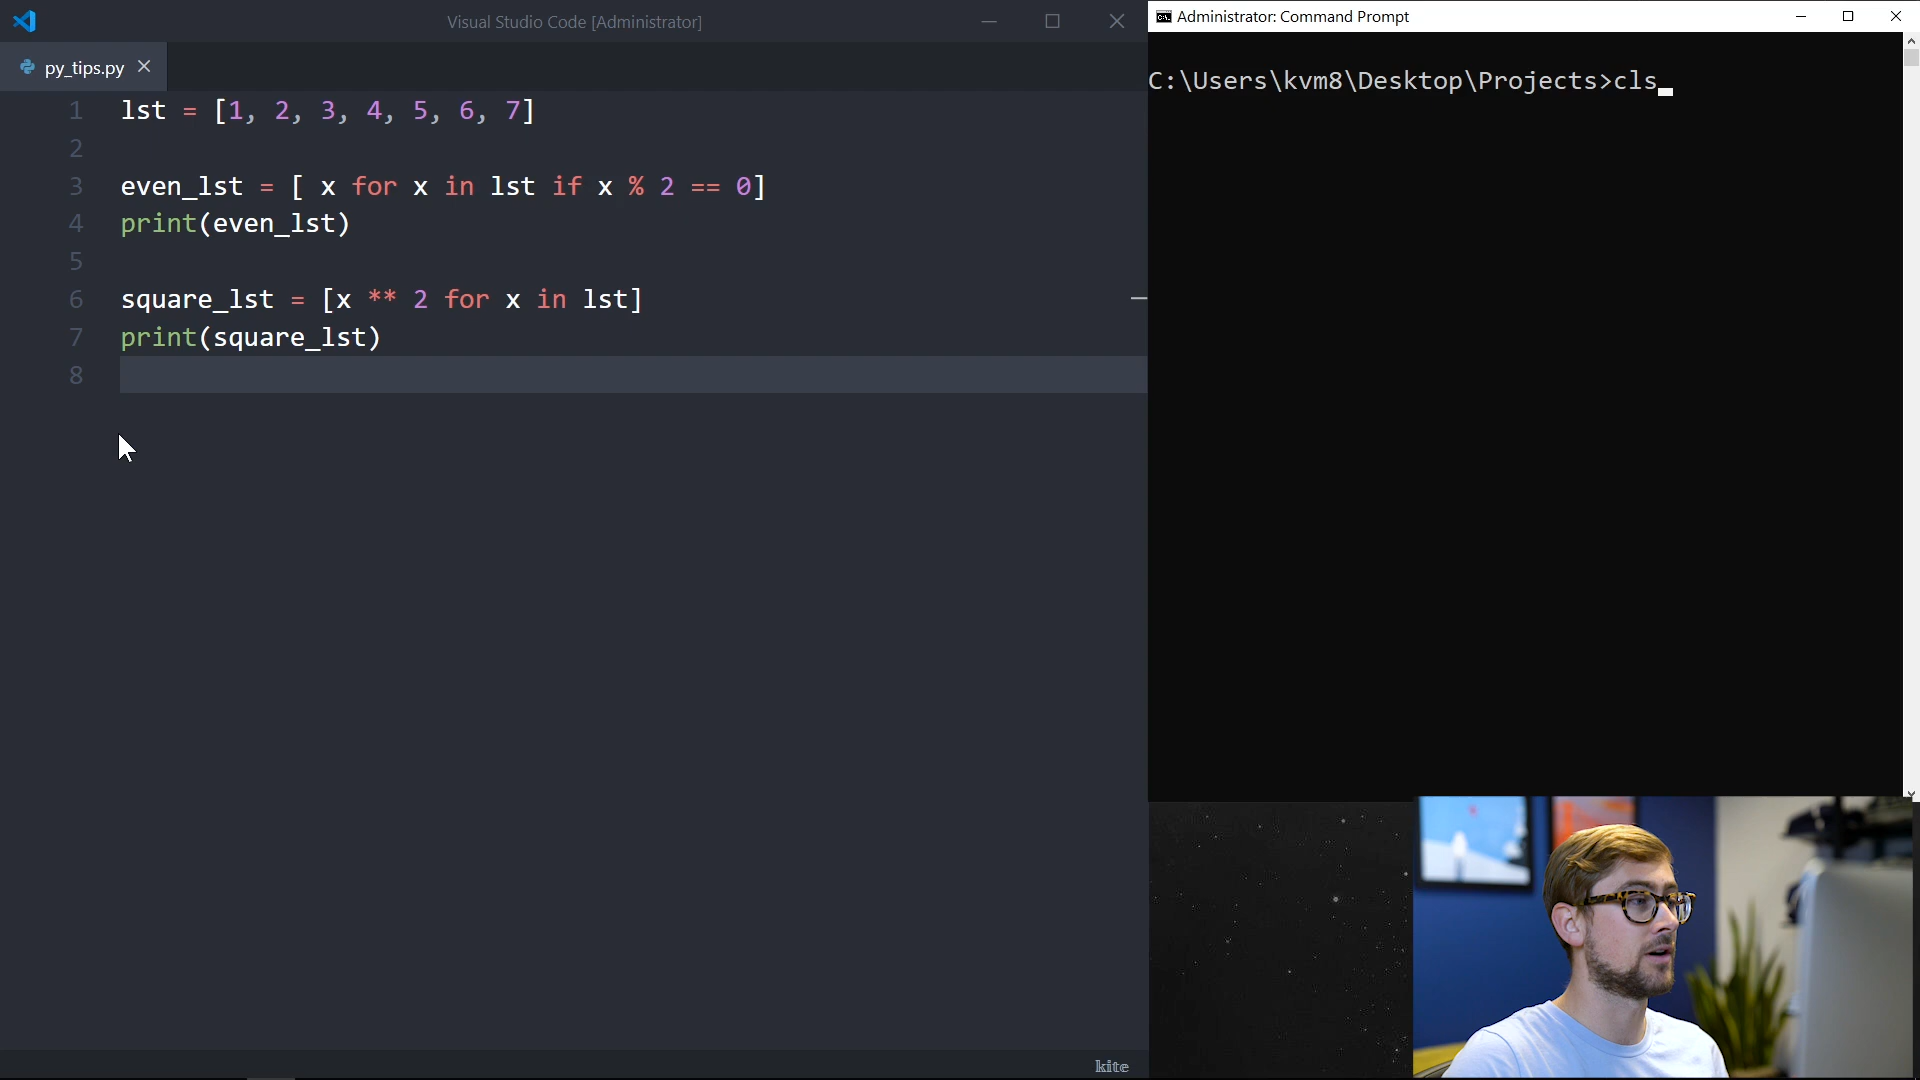 Visual Studio Code [Administrator]
py_tips.py
1 lst = [1, 2, 3, 4, 5, 6, 7]
2
3 even_lst = [ x for x in lst if x % 2 == 0]
4 print(even_lst)
5
6 square_lst = [x ** 2 for x in lst]
7 print(square_lst)
8
kite
Administrator: Command Prompt
C:\Users\kvm8\Desktop\Projects>cls